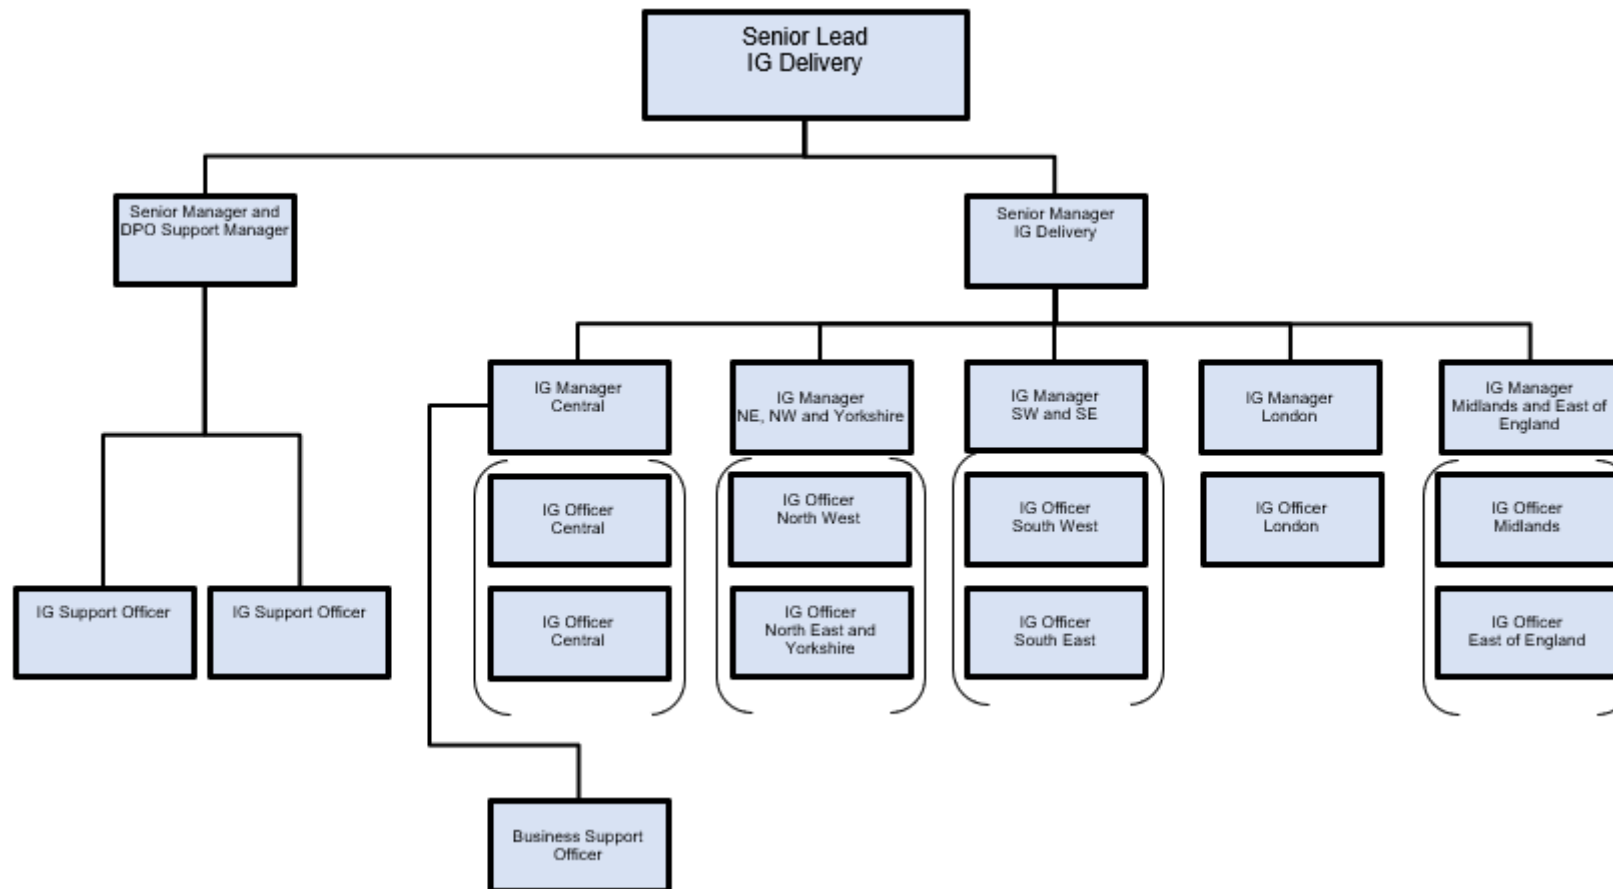 Senior Lead
IG Delivery
Senior Manager and
DPO Support Manager
Senior Manager
IG Delivery
IG Manager
Central
IG Manager
NE, NW and Yorkshire
IG Manager
SW and SE
IG Manager
London
IG Manager
Midlands and East of
England
IG Officer
Central
IG Officer
North West
IG Officer
South West
IG Officer
London
IG Officer
Midlands
IG Support Officer
IG Support Officer
IG Officer
Central
IG Officer
North East and
Yorkshire
IG Officer
South East
IG Officer
East of England
Business Support
Officer